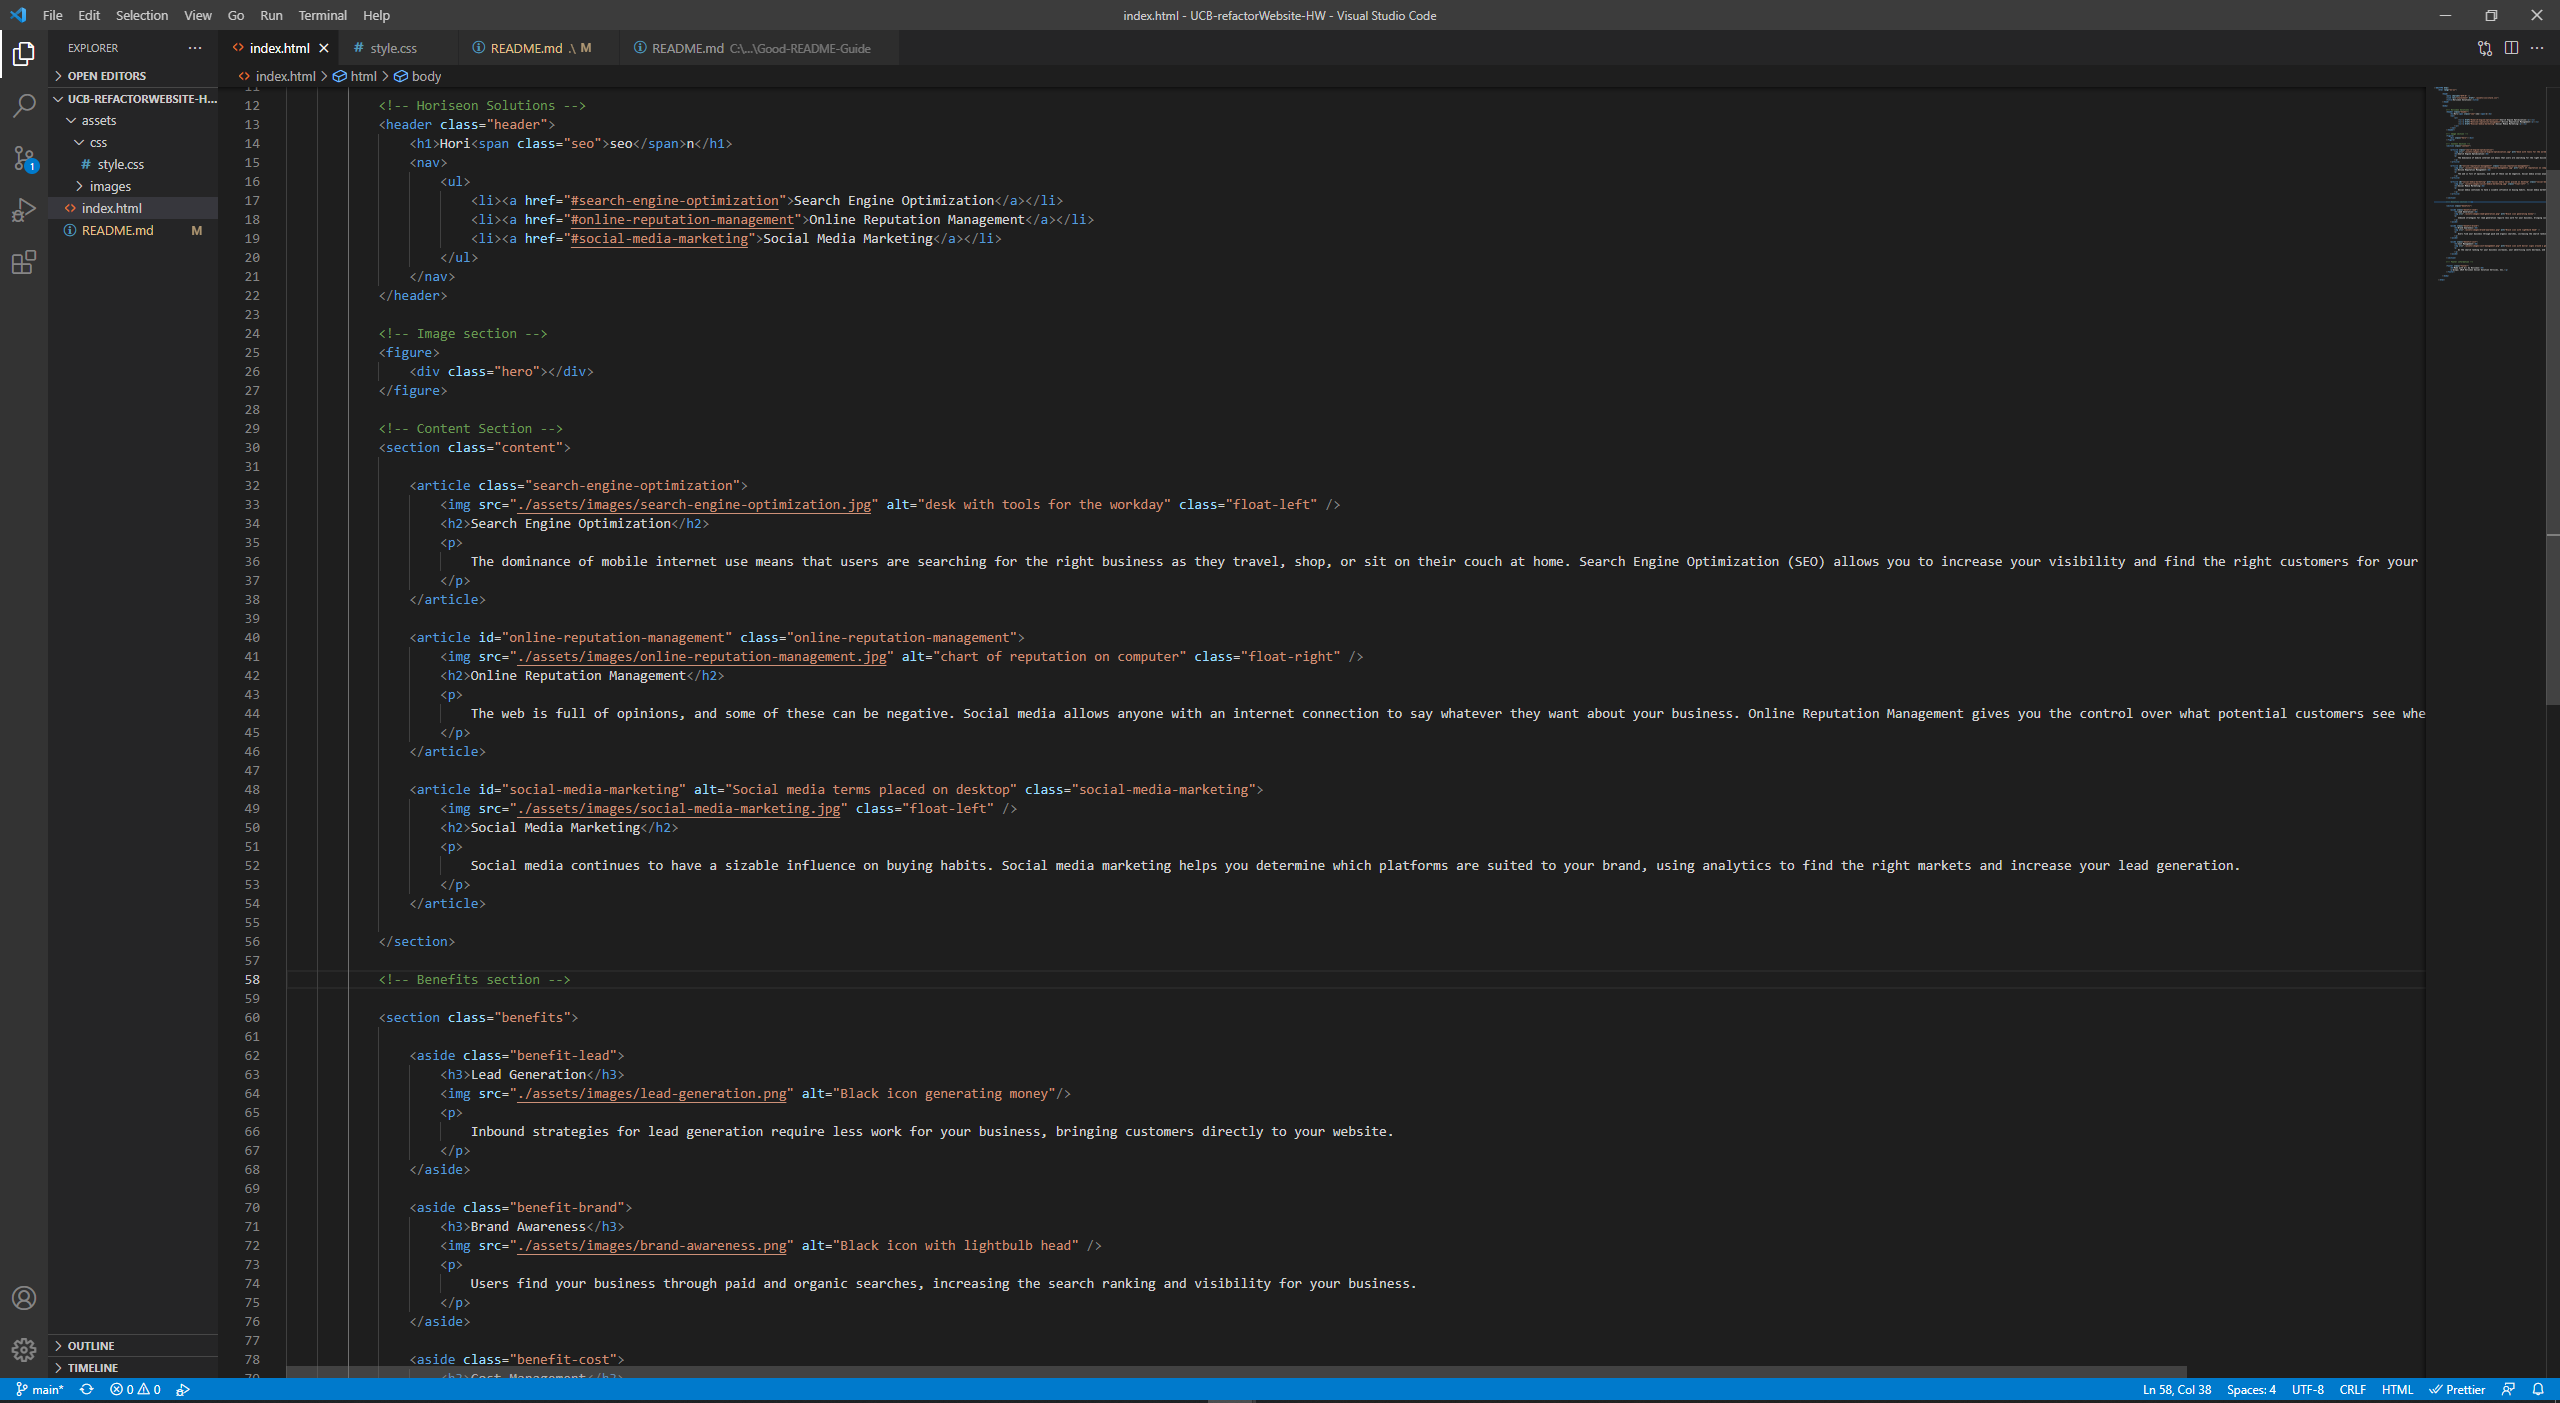 File Edit Selection View Go Run Terminal Help
index.html - UCB-refactorWebsite-HW - Visual Studio Code
EXPLORER
OPEN EDITORS
UCB-REFACTORWEBSITE-H...
assets
css
# style.css
images
<> index.html
README.md M
OUTLINE
TIMELINE
1
<> index.html
# style.css
README.md .\ M
README.md C:\...\Good-README-Guide
<> index.html > html > body
11
12 <!-- Horiseon Solutions -->
13 <header class="header">
14 <h1>Hori<span class="seo">seo</span>n</h1>
15 <nav>
16 <ul>
17 <li><a href="#search-engine-optimization">Search Engine Optimization</a></li>
18 <li><a href="#online-reputation-management">Online Reputation Management</a></li>
19 <li><a href="#social-media-marketing">Social Media Marketing</a></li>
20 </ul>
21 </nav>
22 </header>
23
24 <!-- Image section -->
25 <figure>
26 <div class="hero"></div>
27 </figure>
28
29 <!-- Content Section -->
30 <section class="content">
31
32 <article class="search-engine-optimization">
33 <img src="./assets/images/search-engine-optimization.jpg" alt="desk with tools for the workday" class="float-left" />
34 <h2>Search Engine Optimization</h2>
35 <p>
36 The dominance of mobile internet use means that users are searching for the right business as they travel, shop, or sit on their couch at home. Search Engine Optimization (SEO) allows you to increase your visibility and find the right customers for your
37 </p>
38 </article>
39
40 <article id="online-reputation-management" class="online-reputation-management">
41 <img src="./assets/images/online-reputation-management.jpg" alt="chart of reputation on computer" class="float-right" />
42 <h2>Online Reputation Management</h2>
43 <p>
44 The web is full of opinions, and some of these can be negative. Social media allows anyone with an internet connection to say whatever they want about your business. Online Reputation Management gives you the control over what potential customers see whe
45 </p>
46 </article>
47
48 <article id="social-media-marketing" alt="Social media terms placed on desktop" class="social-media-marketing">
49 <img src="./assets/images/social-media-marketing.jpg" class="float-left" />
50 <h2>Social Media Marketing</h2>
51 <p>
52 Social media continues to have a sizable influence on buying habits. Social media marketing helps you determine which platforms are suited to your brand, using analytics to find the right markets and increase your lead generation.
53 </p>
54 </article>
55
56 </section>
57
58 <!-- Benefits section -->
59
60 <section class="benefits">
61
62 <aside class="benefit-lead">
63 <h3>Lead Generation</h3>
64 <img src="./assets/images/lead-generation.png" alt="Black icon generating money"/>
65 <p>
66 Inbound strategies for lead generation require less work for your business, bringing customers directly to your website.
67 </p>
68 </aside>
69
70 <aside class="benefit-brand">
71 <h3>Brand Awareness</h3>
72 <img src="./assets/images/brand-awareness.png" alt="Black icon with lightbulb head" />
73 <p>
74 Users find your business through paid and organic searches, increasing the search ranking and visibility for your business.
75 </p>
76 </aside>
77
78 <aside class="benefit-cost">
79 <h3>Cost Management</h3>
main* 0 0
Ln 58, Col 38 Spaces: 4 UTF-8 CRLF HTML Prettier